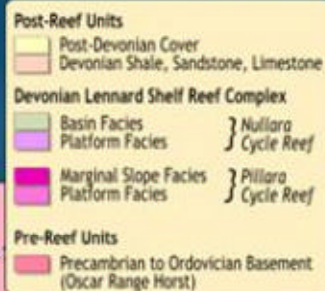 Post-Reef Units
Post-Devonian Cover
Devonian Shale, Sandstone, Limestone
Devonian Lennard Shelf Reef Complex
Basin Facies } Nullara
Platform Facies } Cycle Reef
Marginal Slope Facies } Pillara
Platform Facies } Cycle Reef
Pre-Reef Units
Precambrian to Ordovician Basement
(Oscar Range Horst)